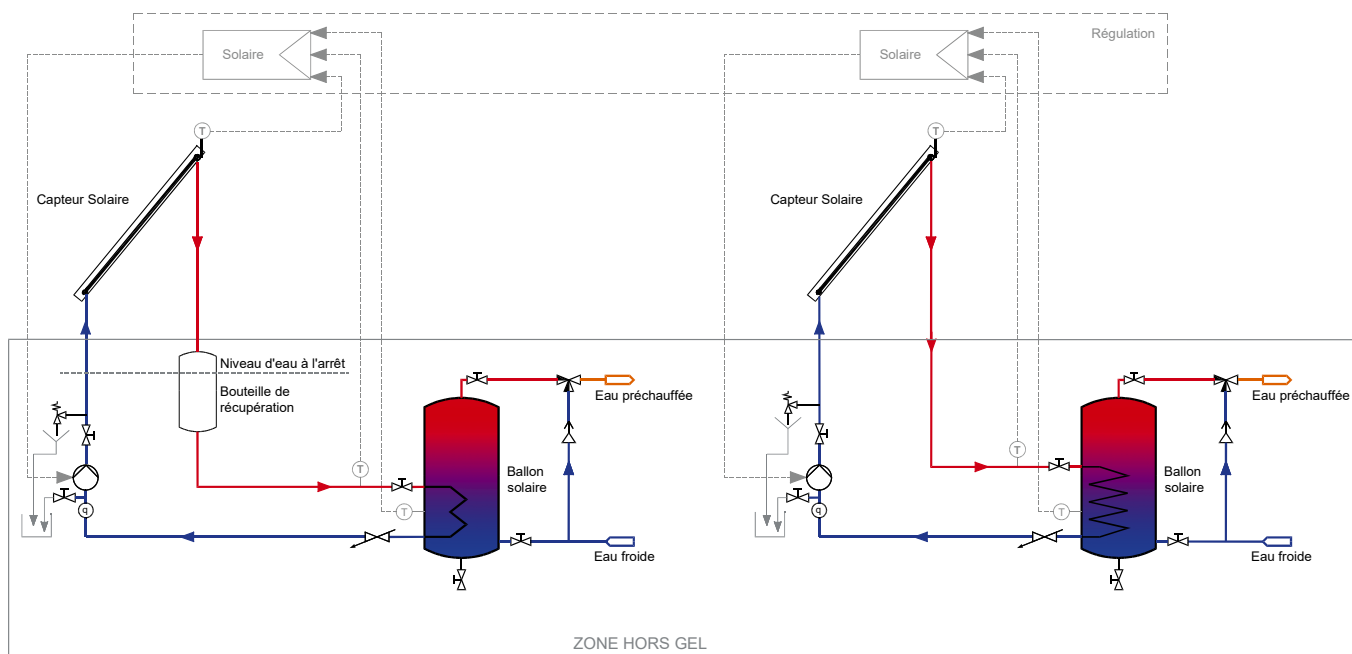 Régulation
Solaire
Solaire
T
T
Capteur Solaire
Capteur Solaire
Niveau d'eau à l'arrêt
Bouteille de
récupération
Eau préchauffée
Eau préchauffée
T
T
Ballon
solaire
Ballon
solaire
q
T
q
T
Eau froide
Eau froide
ZONE HORS GEL